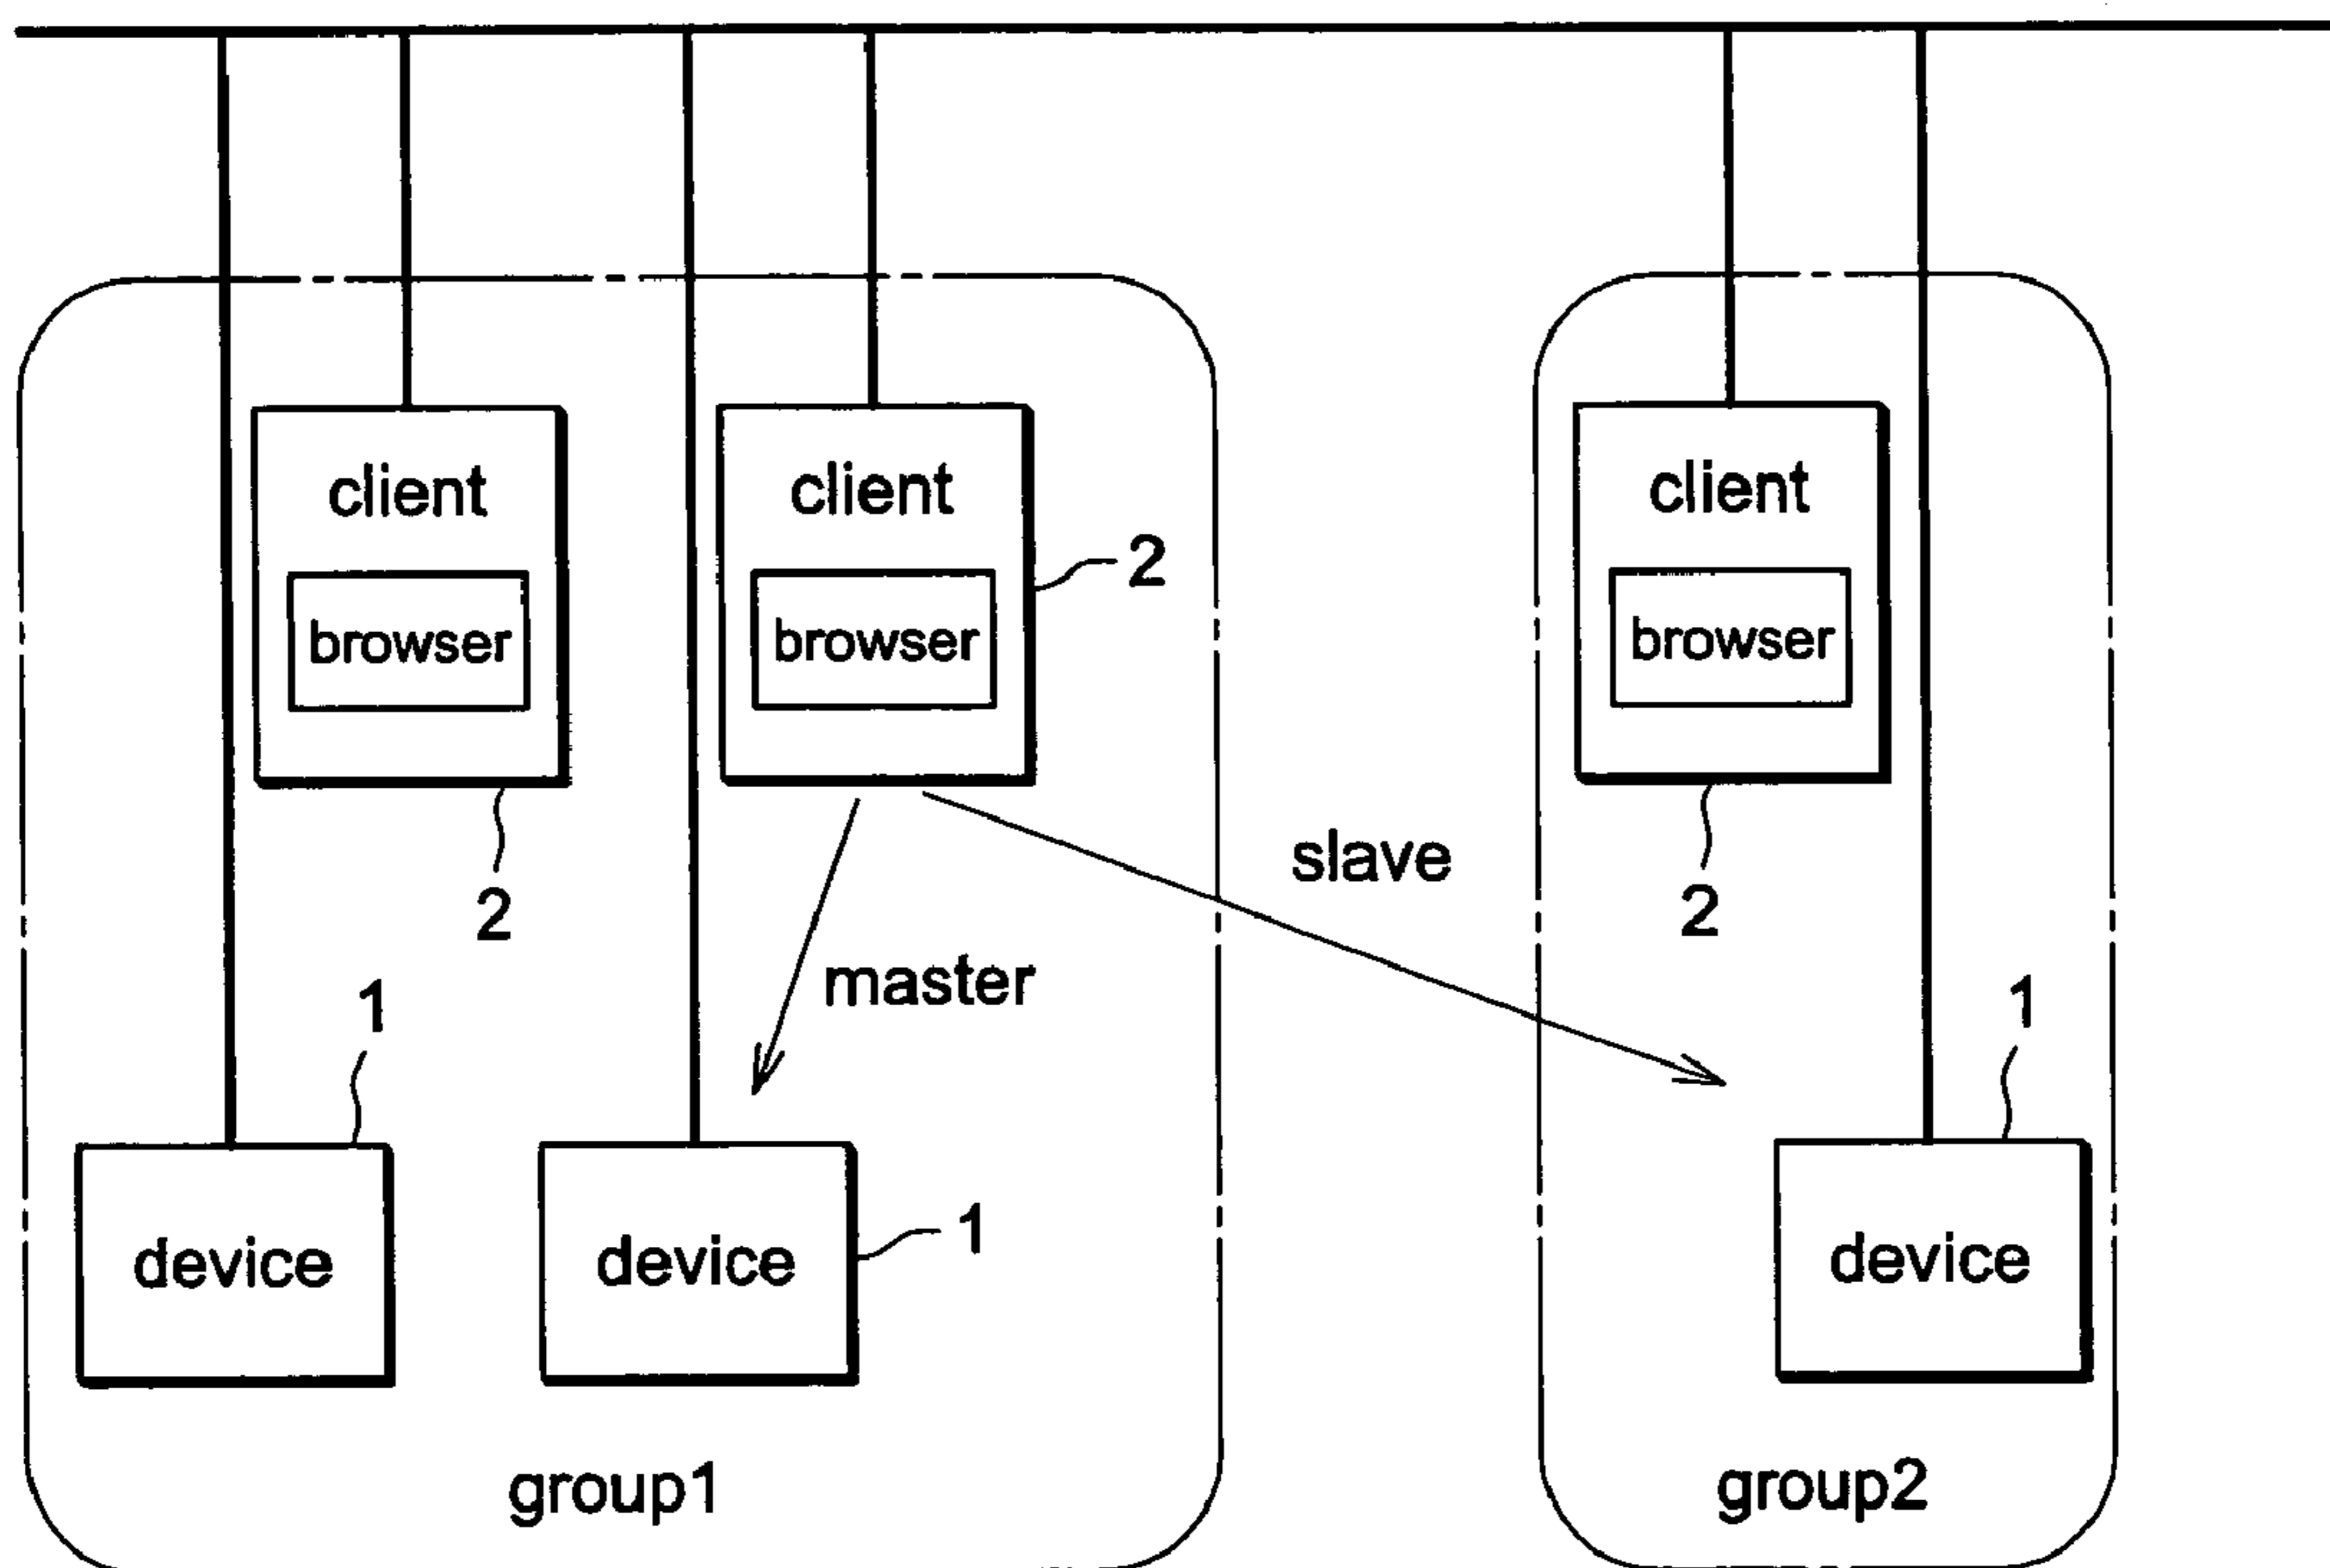 client
client
client
browser
browser
browser
2
2
2
slave
master
1
1
1
device
device
device
group1
group2